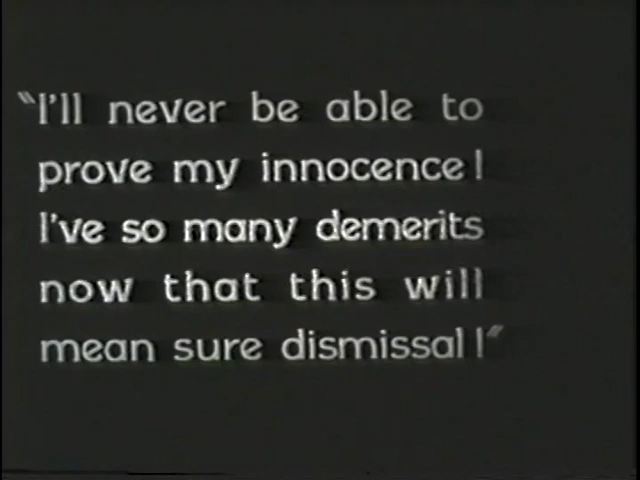 "I'll never be able to
prove my innocence!
I've so many demerits
now that this will
mean sure dismissal!"